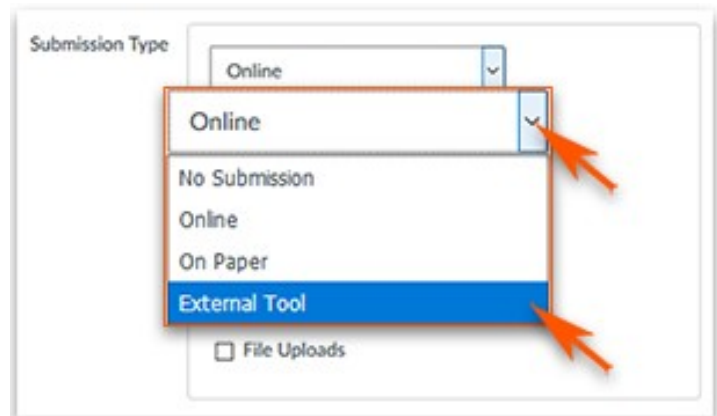 Submission Type
Online
Online
No Submission
Online
On Paper
External Tool
File Uploads